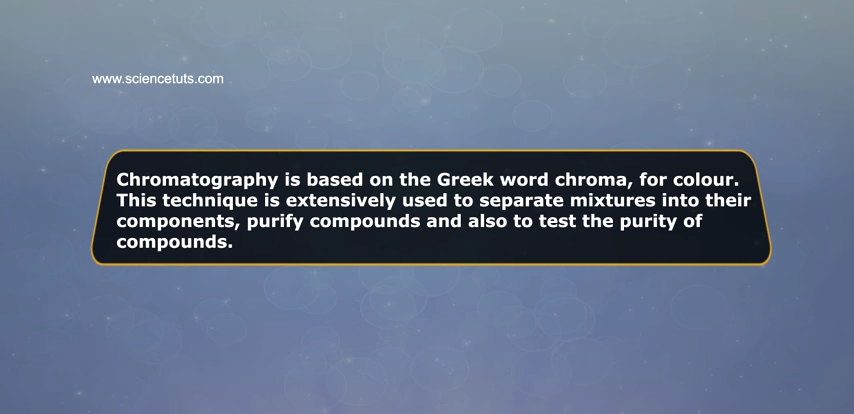 www.sciencetuts.com
Chromatography is based on the Greek word chroma, for colour.
This technique is extensively used to separate mixtures into their
components, purify compounds and also to test the purity of
compounds.